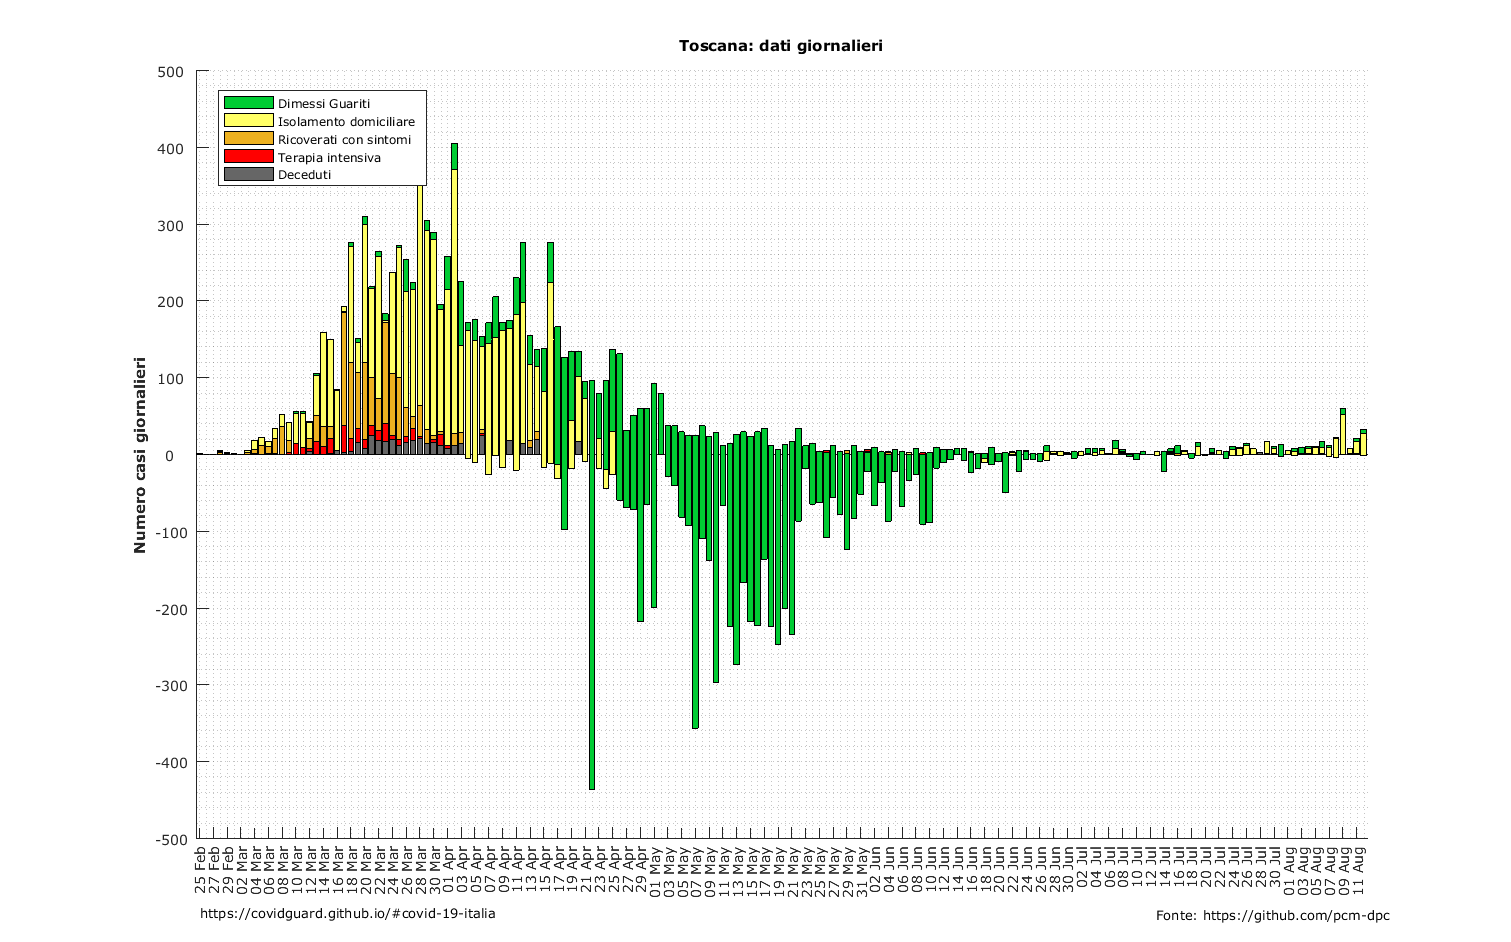 Toscana: dati giornalieri
500
400
300
200
100
0
-100
-200
-300
-400
-500
Numero casi giornalieri
Dimessi Guariti
Isolamento domiciliare
Ricoverati con sintomi
Terapia intensiva
Deceduti
25 Feb
27 Feb
29 Feb
02 Mar
04 Mar
06 Mar
08 Mar
10 Mar
12 Mar
14 Mar
16 Mar
18 Mar
20 Mar
22 Mar
24 Mar
26 Mar
28 Mar
30 Mar
01 Apr
03 Apr
05 Apr
07 Apr
09 Apr
11 Apr
13 Apr
15 Apr
17 Apr
19 Apr
21 Apr
23 Apr
25 Apr
27 Apr
29 Apr
01 May
03 May
05 May
07 May
09 May
11 May
13 May
15 May
17 May
19 May
21 May
23 May
25 May
27 May
29 May
31 May
02 Jun
04 Jun
06 Jun
08 Jun
10 Jun
12 Jun
14 Jun
16 Jun
18 Jun
20 Jun
22 Jun
24 Jun
26 Jun
28 Jun
30 Jun
02 Jul
04 Jul
06 Jul
08 Jul
10 Jul
12 Jul
14 Jul
16 Jul
18 Jul
20 Jul
22 Jul
24 Jul
26 Jul
28 Jul
30 Jul
01 Aug
03 Aug
05 Aug
07 Aug
09 Aug
11 Aug
https://covidguard.github.io/#covid-19-italia
Fonte: https://github.com/pcm-dpc